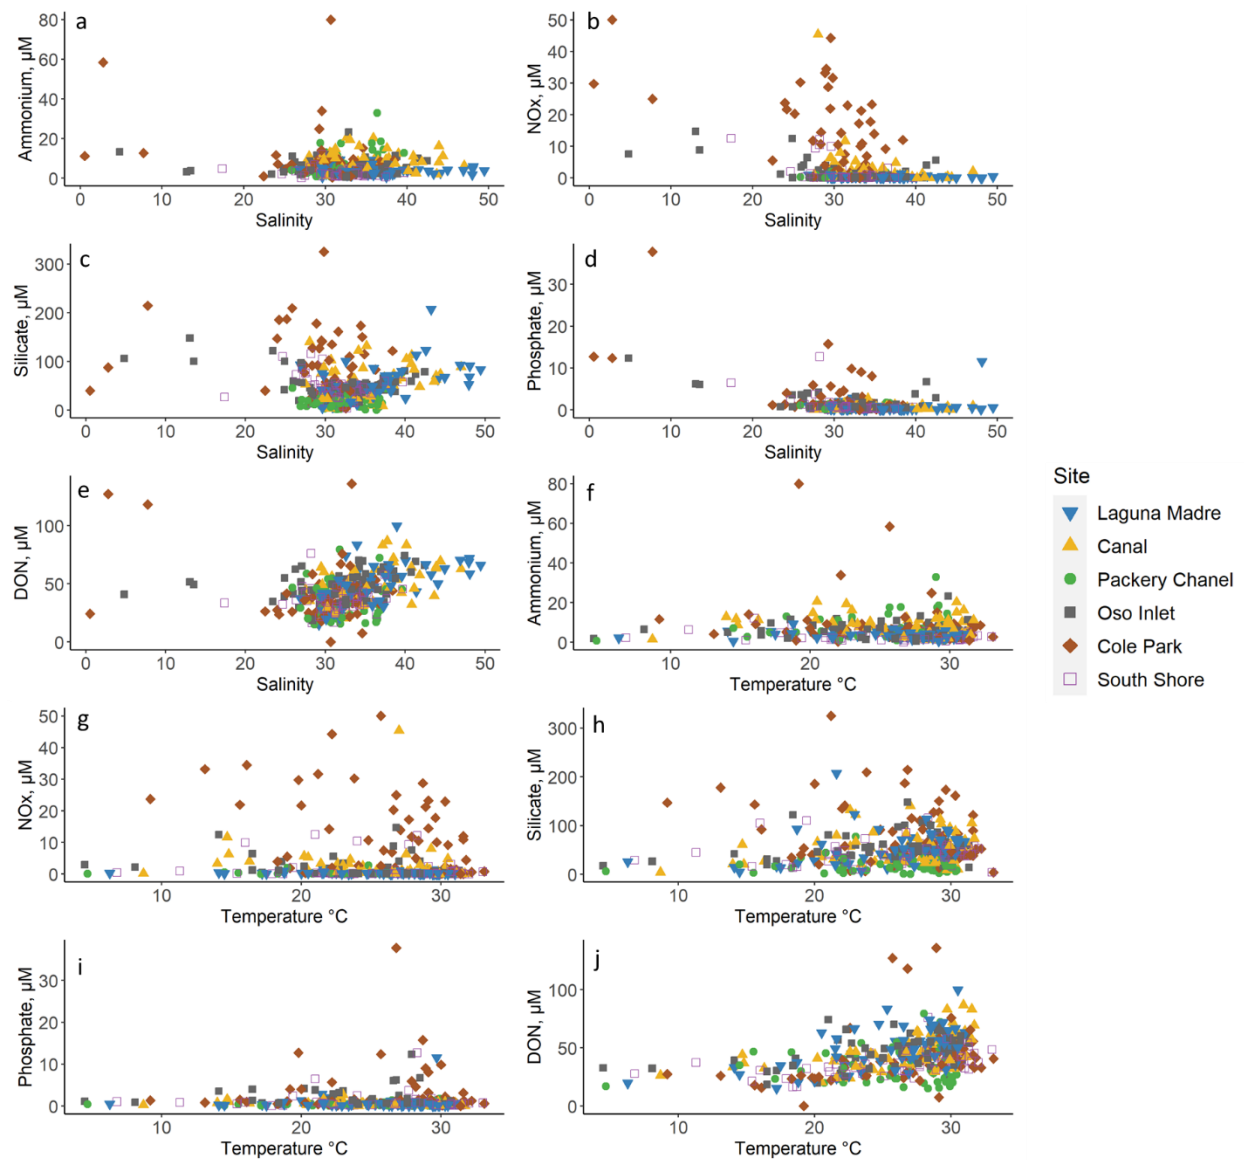 a
Ammonium, µM
80
60
40
20
0
0 10 20 30 40 50
Salinity
b
NOx, µM
50
40
30
20
10
0
0 10 20 30 40 50
Salinity
c
Silicate, µM
300
200
100
0
0 10 20 30 40 50
Salinity
d
Phosphate, µM
30
20
10
0
0 10 20 30 40 50
Salinity
e
DON, µM
100
50
0
0 10 20 30 40 50
Salinity
f
Ammonium, µM
80
60
40
20
0
10 20 30
Temperature °C
Site
Laguna Madre
Canal
Packery Chanel
Oso Inlet
Cole Park
South Shore
g
NOx, µM
50
40
30
20
10
0
10 20 30
Temperature °C
h
Silicate, µM
300
200
100
0
10 20 30
Temperature °C
i
Phosphate, µM
30
20
10
0
10 20 30
Temperature °C
j
DON, µM
100
50
0
10 20 30
Temperature °C